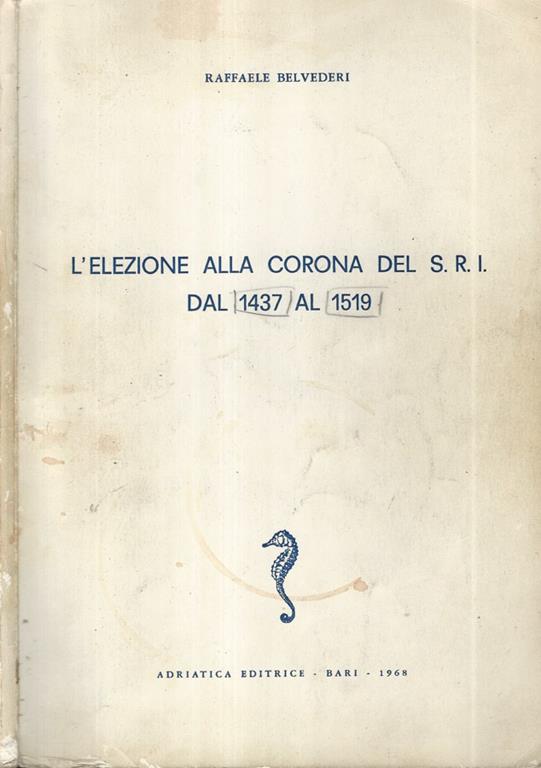 RAFFAELE BELVEDERI
L'ELEZIONE ALLA CORONA DEL S. R. I.
DAL 1437 AL 1519
ADRIATICA EDITRICE - BARI - 1968